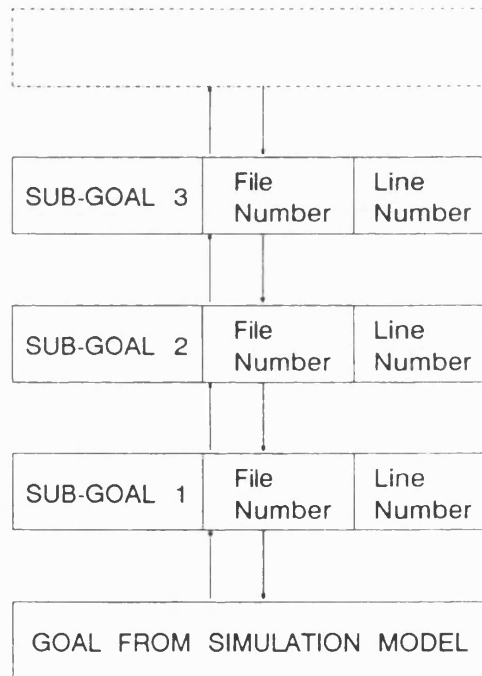 SUB-GOAL 3
File Number
Line Number
SUB-GOAL 2
File Number
Line Number
SUB-GOAL 1
File Number
Line Number
GOAL FROM SIMULATION MODEL